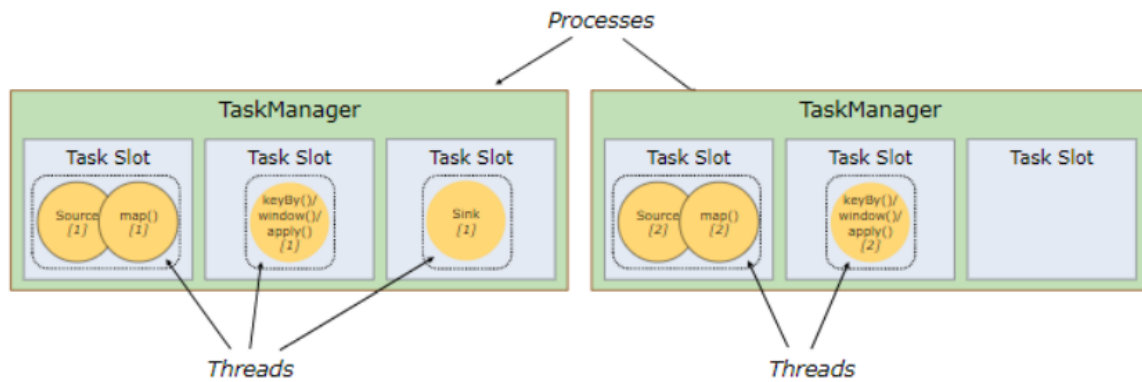 Processes
TaskManager
Task Slot
Source
[1]
map()
[1]
Task Slot
keyBy()/
window()/
apply()
[1]
Task Slot
Sink
[1]
TaskManager
Task Slot
Source
[2]
map()
[2]
Task Slot
keyBy()/
window()/
apply()
[2]
Task Slot
Threads
Threads